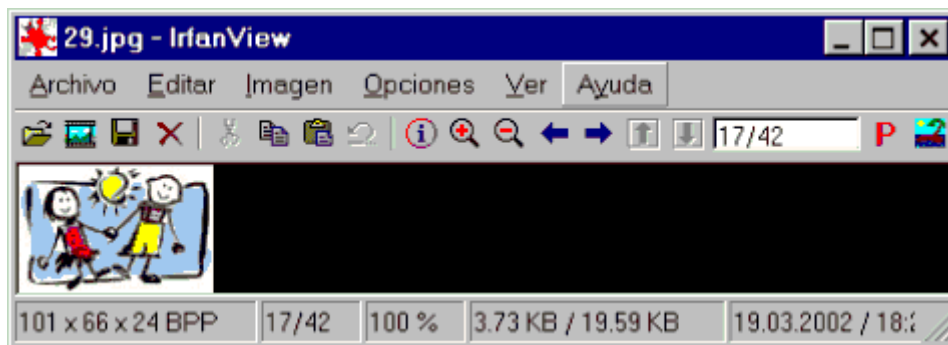 29.jpg - IrfanView
Archivo Editar Imagen Opciones Ver Ayuda
17/42 P
101 x 66 x 24 BPP 17/42 100 % 3.73 KB / 19.59 KB 19.03.2002 / 18: